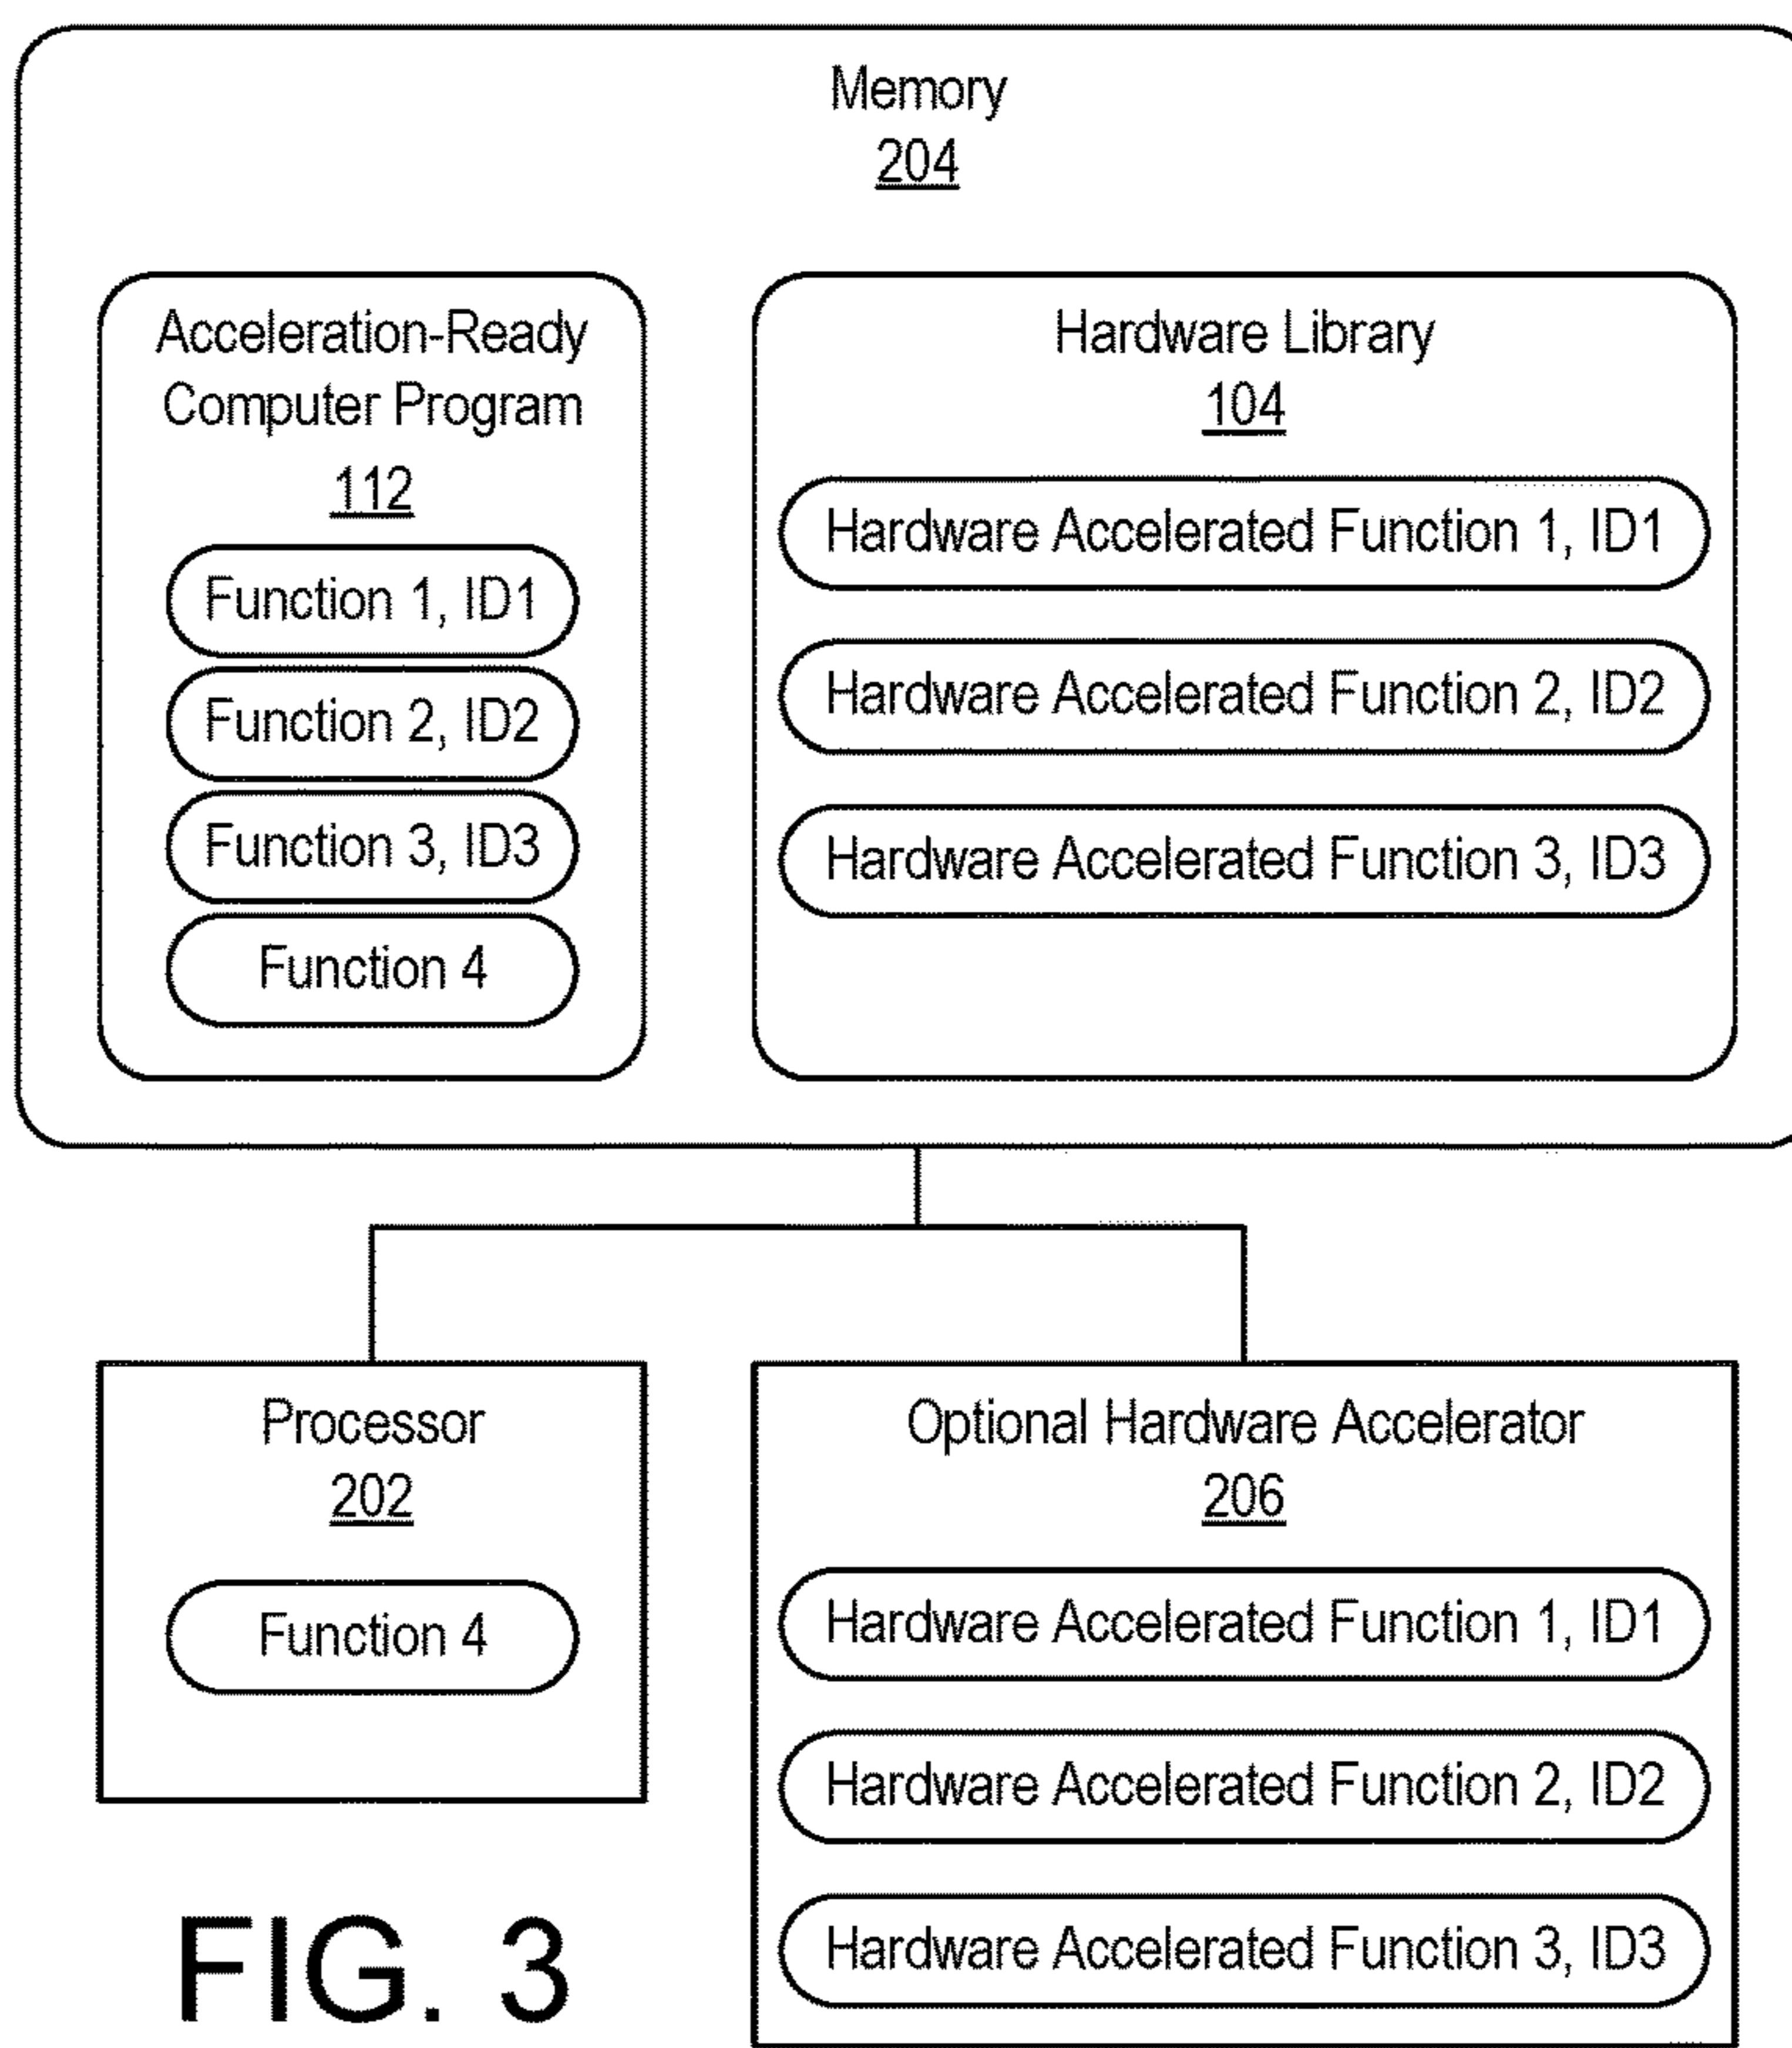 Memory
204
Acceleration-Ready
Computer Program
112
Function 1, ID1
Function 2, ID2
Function 3, ID3
Function 4
Hardware Library
104
Hardware Accelerated Function 1, ID1
Hardware Accelerated Function 2, ID2
Hardware Accelerated Function 3, ID3
Processor
202
Function 4
Optional Hardware Accelerator
206
Hardware Accelerated Function 1, ID1
Hardware Accelerated Function 2, ID2
Hardware Accelerated Function 3, ID3
FIG. 3